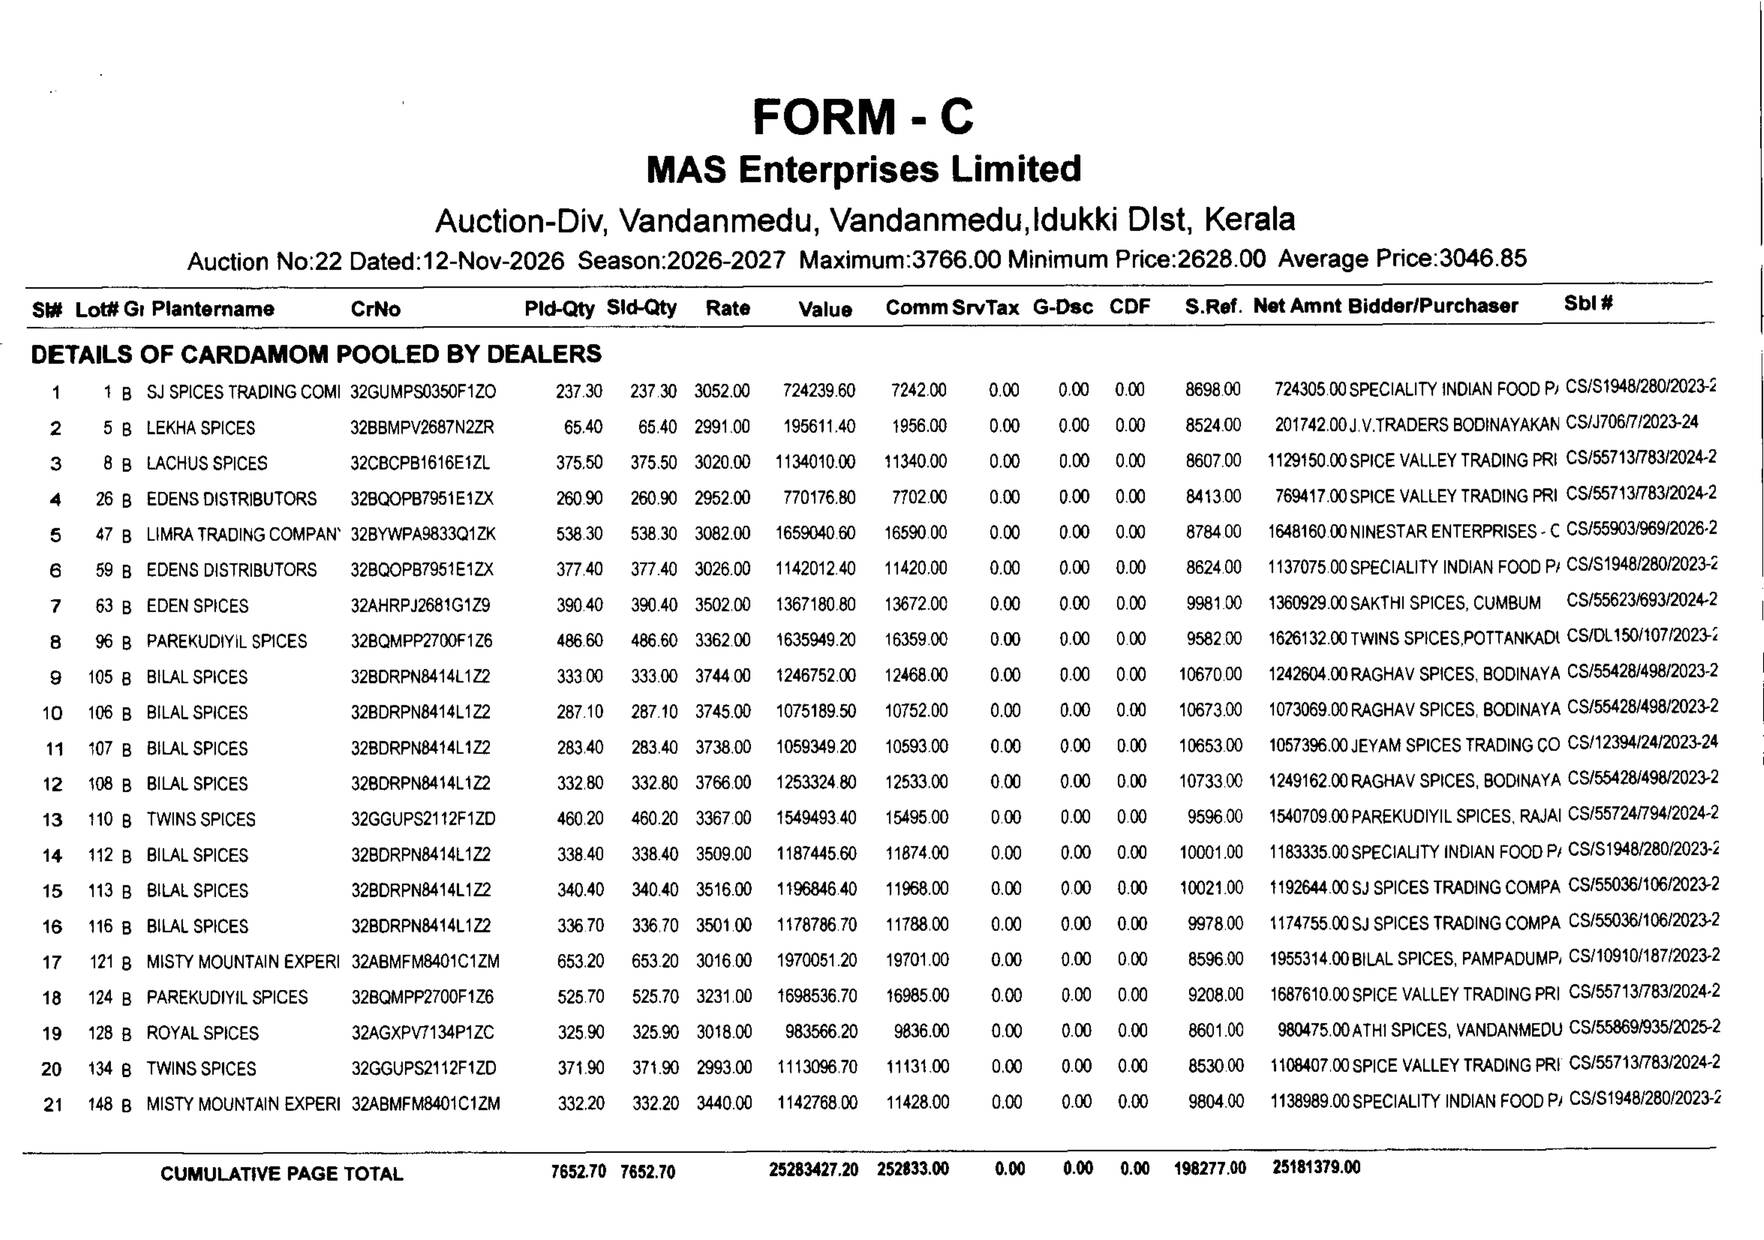 FORM - C
MAS Enterprises Limited
Auction-Div, Vandanmedu, Vandanmedu,Idukki DIst, Kerala
Auction No:22 Dated:12-Nov-2026 Season:2026-2027 Maximum:3766.00 Minimum Price:2628.00 Average Price:3046.85
Sl# Lot# Gr Plantername CrNo Pld-Qty Sld-Qty Rate Value Comm SrvTax G-Dsc CDF S.Ref. Net Amnt Bidder/Purchaser Sbl #
DETAILS OF CARDAMOM POOLED BY DEALERS
1 1 B SJ SPICES TRADING COMI 32GUMPS0350F1ZO 237.30 237.30 3052.00 724239.60 7242.00 0.00 0.00 0.00 8698.00 724305.00 SPECIALITY INDIAN FOOD P/ CS/S1948/280/2023-2
2 5 B LEKHA SPICES 32BBMPV2687N2ZR 65.40 65.40 2991.00 195611.40 1956.00 0.00 0.00 0.00 8524.00 201742.00 J.V.TRADERS BODINAYAKAN CS/J706/7/2023-24
3 8 B LACHUS SPICES 32CBCPB1616E1ZL 375.50 375.50 3020.00 1134010.00 11340.00 0.00 0.00 0.00 8607.00 1129150.00 SPICE VALLEY TRADING PRI CS/55713/783/2024-2
4 26 B EDENS DISTRIBUTORS 32BQOPB7951E1ZX 260.90 260.90 2952.00 770176.80 7702.00 0.00 0.00 0.00 8413.00 769417.00 SPICE VALLEY TRADING PRI CS/55713/783/2024-2
5 47 B LIMRA TRADING COMPAN 32BYWPA9833Q1ZK 538.30 538.30 3082.00 1659040.60 16590.00 0.00 0.00 0.00 8784.00 1648160.00 NINESTAR ENTERPRISES - C CS/55903/969/2026-2
6 59 B EDENS DISTRIBUTORS 32BQOPB7951E1ZX 377.40 377.40 3026.00 1142012.40 11420.00 0.00 0.00 0.00 8624.00 1137075.00 SPECIALITY INDIAN FOOD P/ CS/S1948/280/2023-2
7 63 B EDEN SPICES 32AHRPJ2681G1Z9 390.40 390.40 3502.00 1367180.80 13672.00 0.00 0.00 0.00 9981.00 1360929.00 SAKTHI SPICES, CUMBUM CS/55623/693/2024-2
8 96 B PAREKUDIYIL SPICES 32BQMPP2700F1Z6 486.60 486.60 3362.00 1635949.20 16359.00 0.00 0.00 0.00 9582.00 1626132.00 TWINS SPICES,POTTANKADI CS/DL150/107/2023-2
9 105 B BILAL SPICES 32BDRPN8414L1Z2 333.00 333.00 3744.00 1246752.00 12468.00 0.00 0.00 0.00 10670.00 1242604.00 RAGHAV SPICES, BODINAYA CS/55428/498/2023-2
10 106 B BILAL SPICES 32BDRPN8414L1Z2 287.10 287.10 3745.00 1075189.50 10752.00 0.00 0.00 0.00 10673.00 1073069.00 RAGHAV SPICES, BODINAYA CS/55428/498/2023-2
11 107 B BILAL SPICES 32BDRPN8414L1Z2 283.40 283.40 3738.00 1059349.20 10593.00 0.00 0.00 0.00 10653.00 1057396.00 JEYAM SPICES TRADING CO CS/12394/24/2023-24
12 108 B BILAL SPICES 32BDRPN8414L1Z2 332.80 332.80 3766.00 1253324.80 12533.00 0.00 0.00 0.00 10733.00 1249162.00 RAGHAV SPICES, BODINAYA CS/55428/498/2023-2
13 110 B TWINS SPICES 32GGUPS2112F1ZD 460.20 460.20 3367.00 1549493.40 15495.00 0.00 0.00 0.00 9596.00 1540709.00 PAREKUDIYIL SPICES, RAJAI CS/55724/794/2024-2
14 112 B BILAL SPICES 32BDRPN8414L1Z2 338.40 338.40 3509.00 1187445.60 11874.00 0.00 0.00 0.00 10001.00 1183335.00 SPECIALITY INDIAN FOOD P/ CS/S1948/280/2023-2
15 113 B BILAL SPICES 32BDRPN8414L1Z2 340.40 340.40 3516.00 1196846.40 11968.00 0.00 0.00 0.00 10021.00 1192644.00 SJ SPICES TRADING COMPA CS/55036/106/2023-2
16 116 B BILAL SPICES 32BDRPN8414L1Z2 336.70 336.70 3501.00 1178786.70 11788.00 0.00 0.00 0.00 9978.00 1174755.00 SJ SPICES TRADING COMPA CS/55036/106/2023-2
17 121 B MISTY MOUNTAIN EXPERI 32ABMFM8401C1ZM 653.20 653.20 3016.00 1970051.20 19701.00 0.00 0.00 0.00 8596.00 1955314.00 BILAL SPICES, PAMPADUMP, CS/10910/187/2023-2
18 124 B PAREKUDIYIL SPICES 32BQMPP2700F1Z6 525.70 525.70 3231.00 1698536.70 16985.00 0.00 0.00 0.00 9208.00 1687610.00 SPICE VALLEY TRADING PRI CS/55713/783/2024-2
19 128 B ROYAL SPICES 32AGXPV7134P1ZC 325.90 325.90 3018.00 983566.20 9836.00 0.00 0.00 0.00 8601.00 980475.00 ATHI SPICES, VANDANMEDU CS/55869/935/2025-2
20 134 B TWINS SPICES 32GGUPS2112F1ZD 371.90 371.90 2993.00 1113096.70 11131.00 0.00 0.00 0.00 8530.00 1108407.00 SPICE VALLEY TRADING PRI CS/55713/783/2024-2
21 148 B MISTY MOUNTAIN EXPERI 32ABMFM8401C1ZM 332.20 332.20 3440.00 1142768.00 11428.00 0.00 0.00 0.00 9804.00 1138989.00 SPECIALITY INDIAN FOOD P/ CS/S1948/280/2023-2
CUMULATIVE PAGE TOTAL 7652.70 7652.70 25283427.20 252833.00 0.00 0.00 0.00 198277.00 25181379.00